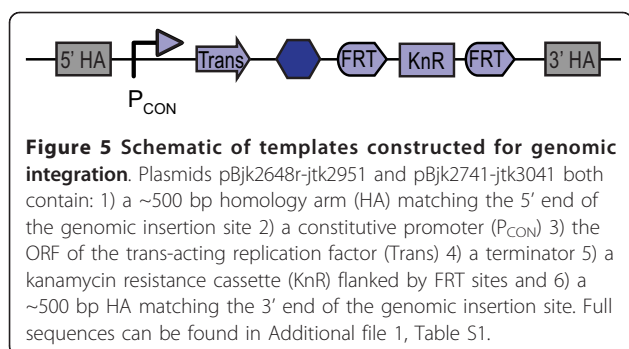 5' HA Trans FRT KnR FRT 3' HA
P_CON
Figure 5 Schematic of templates constructed for genomic
integration. Plasmids pBjk2648r-jtk2951 and pBjk2741-jtk3041 both
contain: 1) a ~500 bp homology arm (HA) matching the 5' end of
the genomic insertion site 2) a constitutive promoter (P_CON) 3) the
ORF of the trans-acting replication factor (Trans) 4) a terminator 5) a
kanamycin resistance cassette (KnR) flanked by FRT sites and 6) a
~500 bp HA matching the 3' end of the genomic insertion site. Full
sequences can be found in Additional file 1, Table S1.